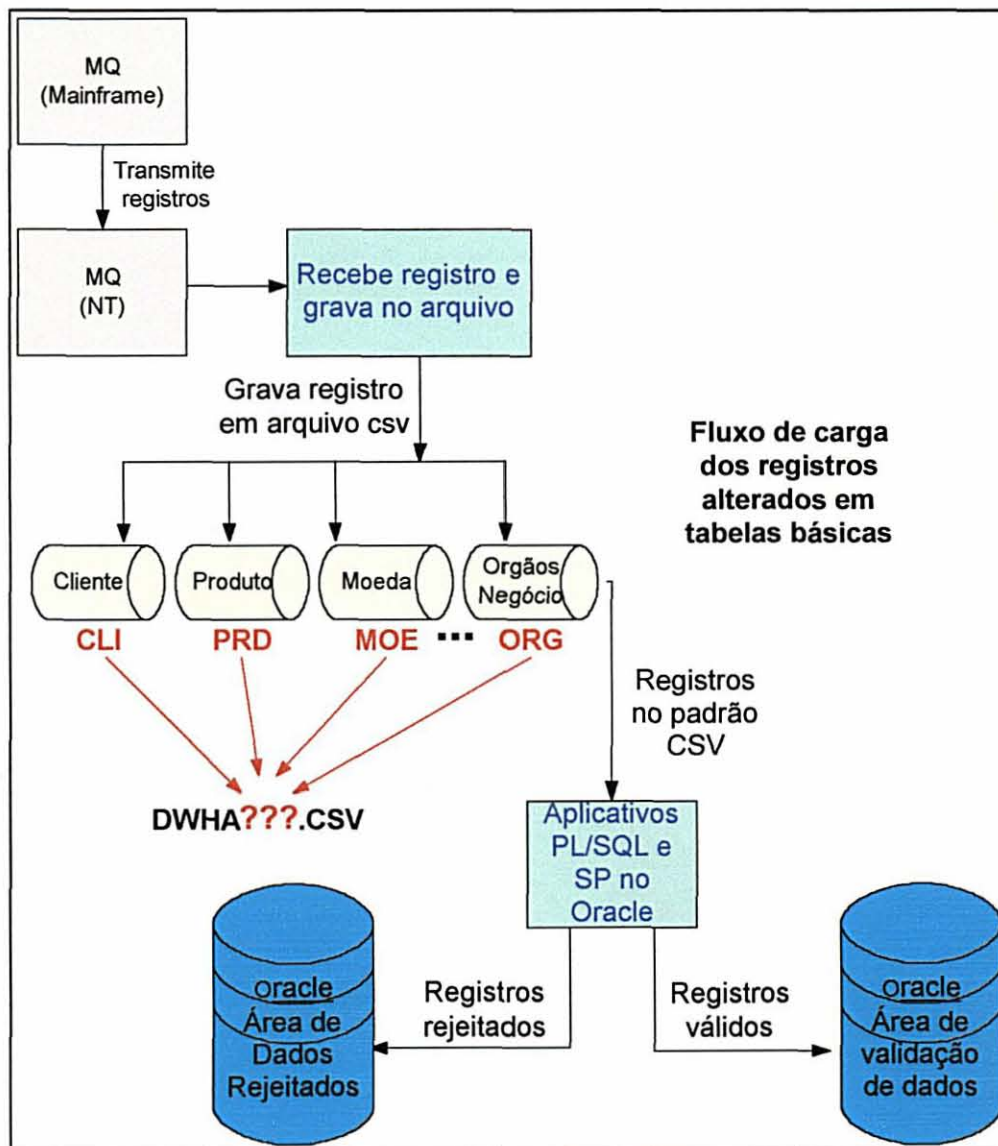 MQ
(Mainframe)
Transmite
registros
MQ
(NT)
Recebe registro e
grava no arquivo
Grava registro
em arquivo csv
Fluxo de carga
dos registros
alterados em
tabelas básicas
Cliente
Produto
Moeda
Orgãos
Negócio
CLI
PRD
MOE
...
ORG
Registros
no padrão
CSV
DWHA???.CSV
Aplicativos
PL/SQL e
SP no
Oracle
Registros
rejeitados
Registros
válidos
Oracle
Área de
Dados
Rejeitados
Oracle
Área de
validação
de dados